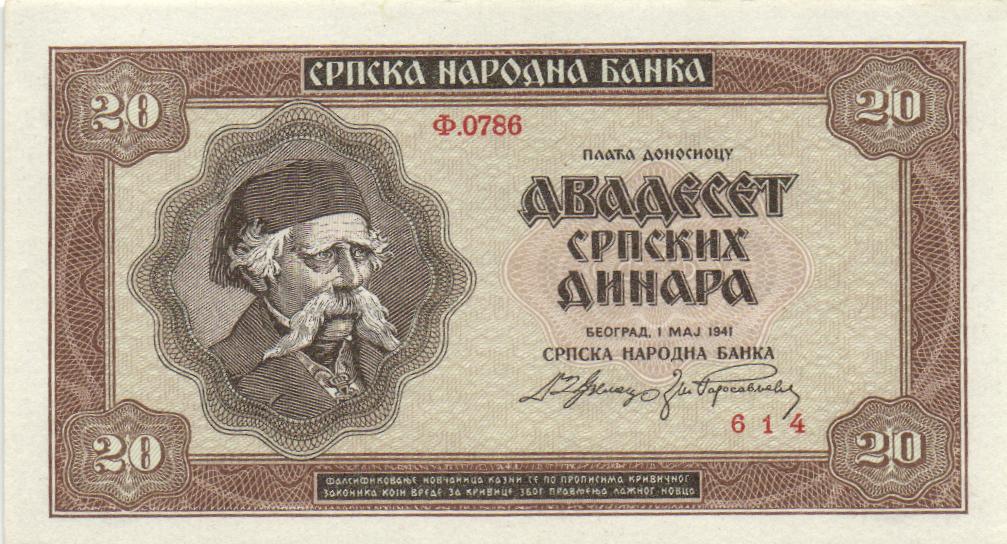 СРПСКА НАРОДНА БАНКА
20
20
Ф.0786
ПЛАЋА ДОНОСИОЦУ
ДВАДЕСЕТ
СРПСКИХ
ДИНАРА
БЕОГРАД, 1 МАЈ 1941
СРПСКА НАРОДНА БАНКА
614
20
20
ФАЛСИФИКОВАЊЕ НОВЧАНИЦА КАЗНИ СЕ ПО ПРОПИСИМА КРИВИЧНОГ
ЗАКОНИКА КОЈИ ВРЕДЕ ЗА КРИВИЦЕ ЗБОГ ПРАВЉЕЊА ЛАЖНОГ НОВЦА